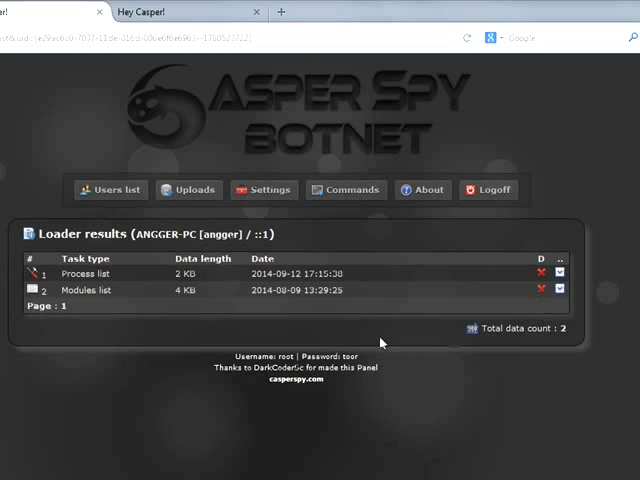 er!
Hey Casper!
Google
ASPER SPY
BOTNET
Users list
Uploads
Settings
Commands
About
Logoff
Loader results (ANGGER-PC [angger] / ::1)
# Task type Data length Date D ..
1 Process list 2 KB 2014-09-12 17:15:38
2 Modules list 4 KB 2014-08-09 13:29:25
Page : 1
Total data count : 2
Username: root | Password: toor
Thanks to DarkCoderSc for made this Panel
casperspy.com